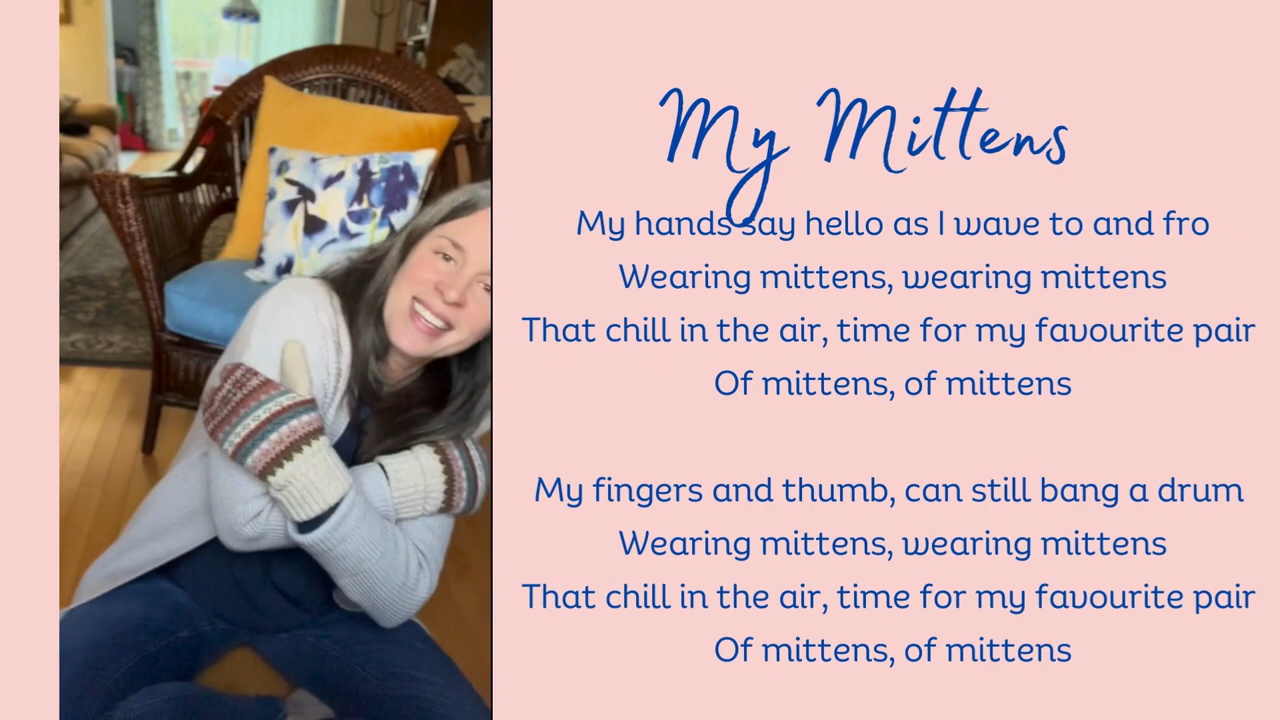 My Mittens
My hands say hello as I wave to and fro
Wearing mittens, wearing mittens
That chill in the air, time for my favourite pair
Of mittens, of mittens
My fingers and thumb, can still bang a drum
Wearing mittens, wearing mittens
That chill in the air, time for my favourite pair
Of mittens, of mittens